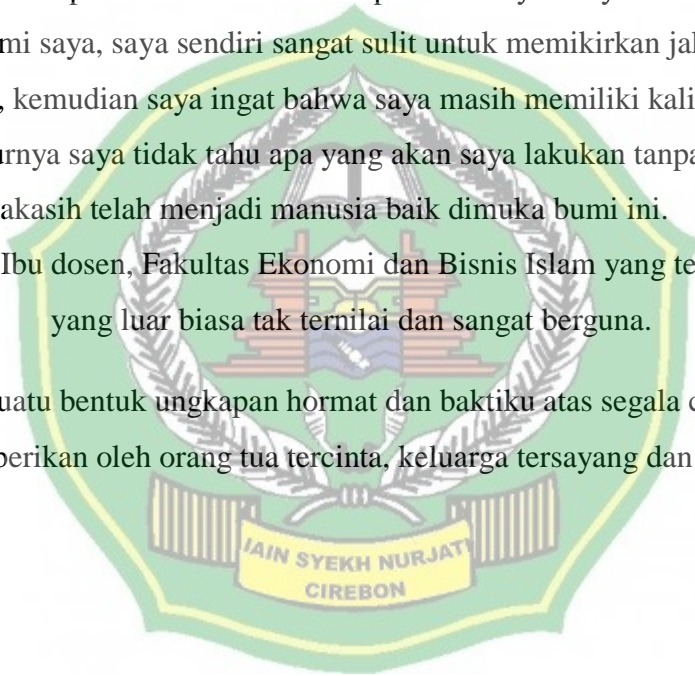 mi saya, saya sendiri sangat sulit untuk memikirkan
, kemudian saya ingat bahwa saya masih memiliki kali
urnya saya tidak tahu apa yang akan saya lakukan tanpa
akasih telah menjadi manusia baik dimuka bumi ini.
Ibu dosen, Fakultas Ekonomi dan Bisnis Islam yang te
yang luar biasa tak ternilai dan sangat berguna.
uatu bentuk ungkapan hormat dan baktiku atas segala
berikan oleh orang tua tercinta, keluarga tersayang dan
IAIN SYEKH NURJATI
CIREBON